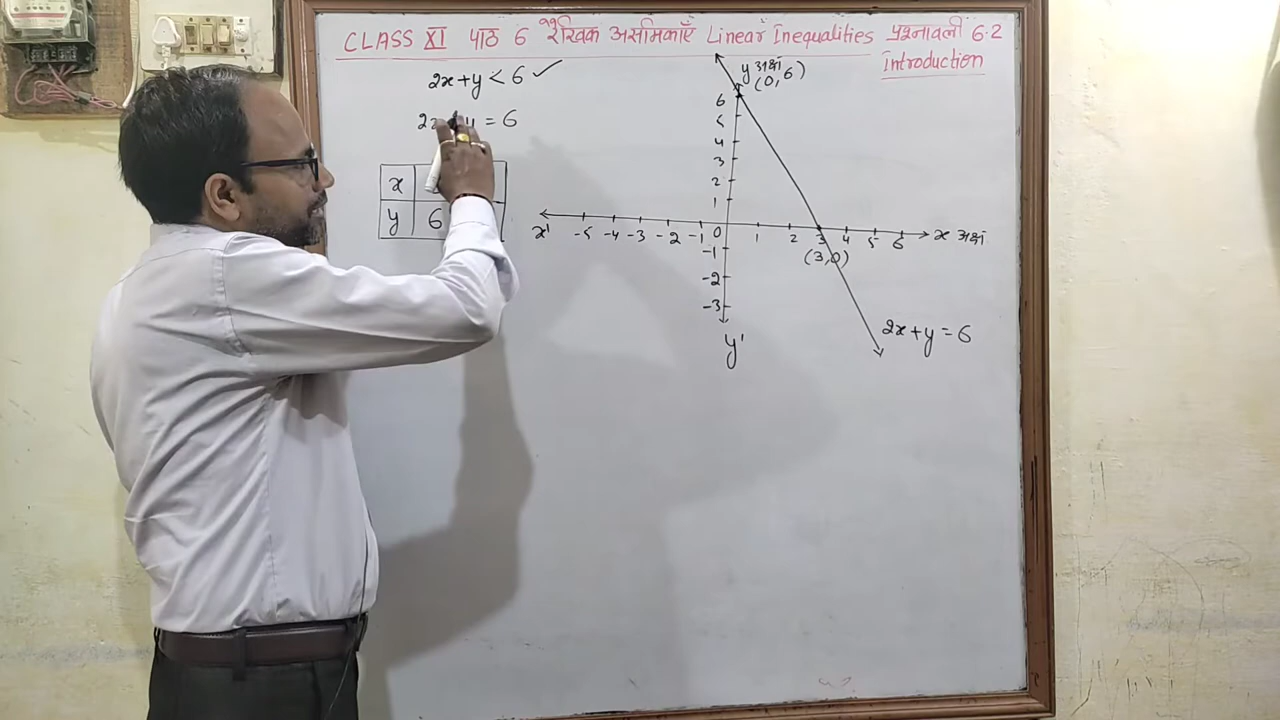 CLASS XI पाठ 6 रैखिक असमिकाएँ Linear Inequalities प्रश्नावली 6.2
Introduction
2x+y < 6 ✓
y = 6
x
y 6
y अक्ष
(0,6)
6
5
4
3
2
1
x' -5 -4 -3 -2 -1 0 1 2 3 4 5 6 x अक्ष
(3,0)
-1
-2
-3
y'
2x+y = 6